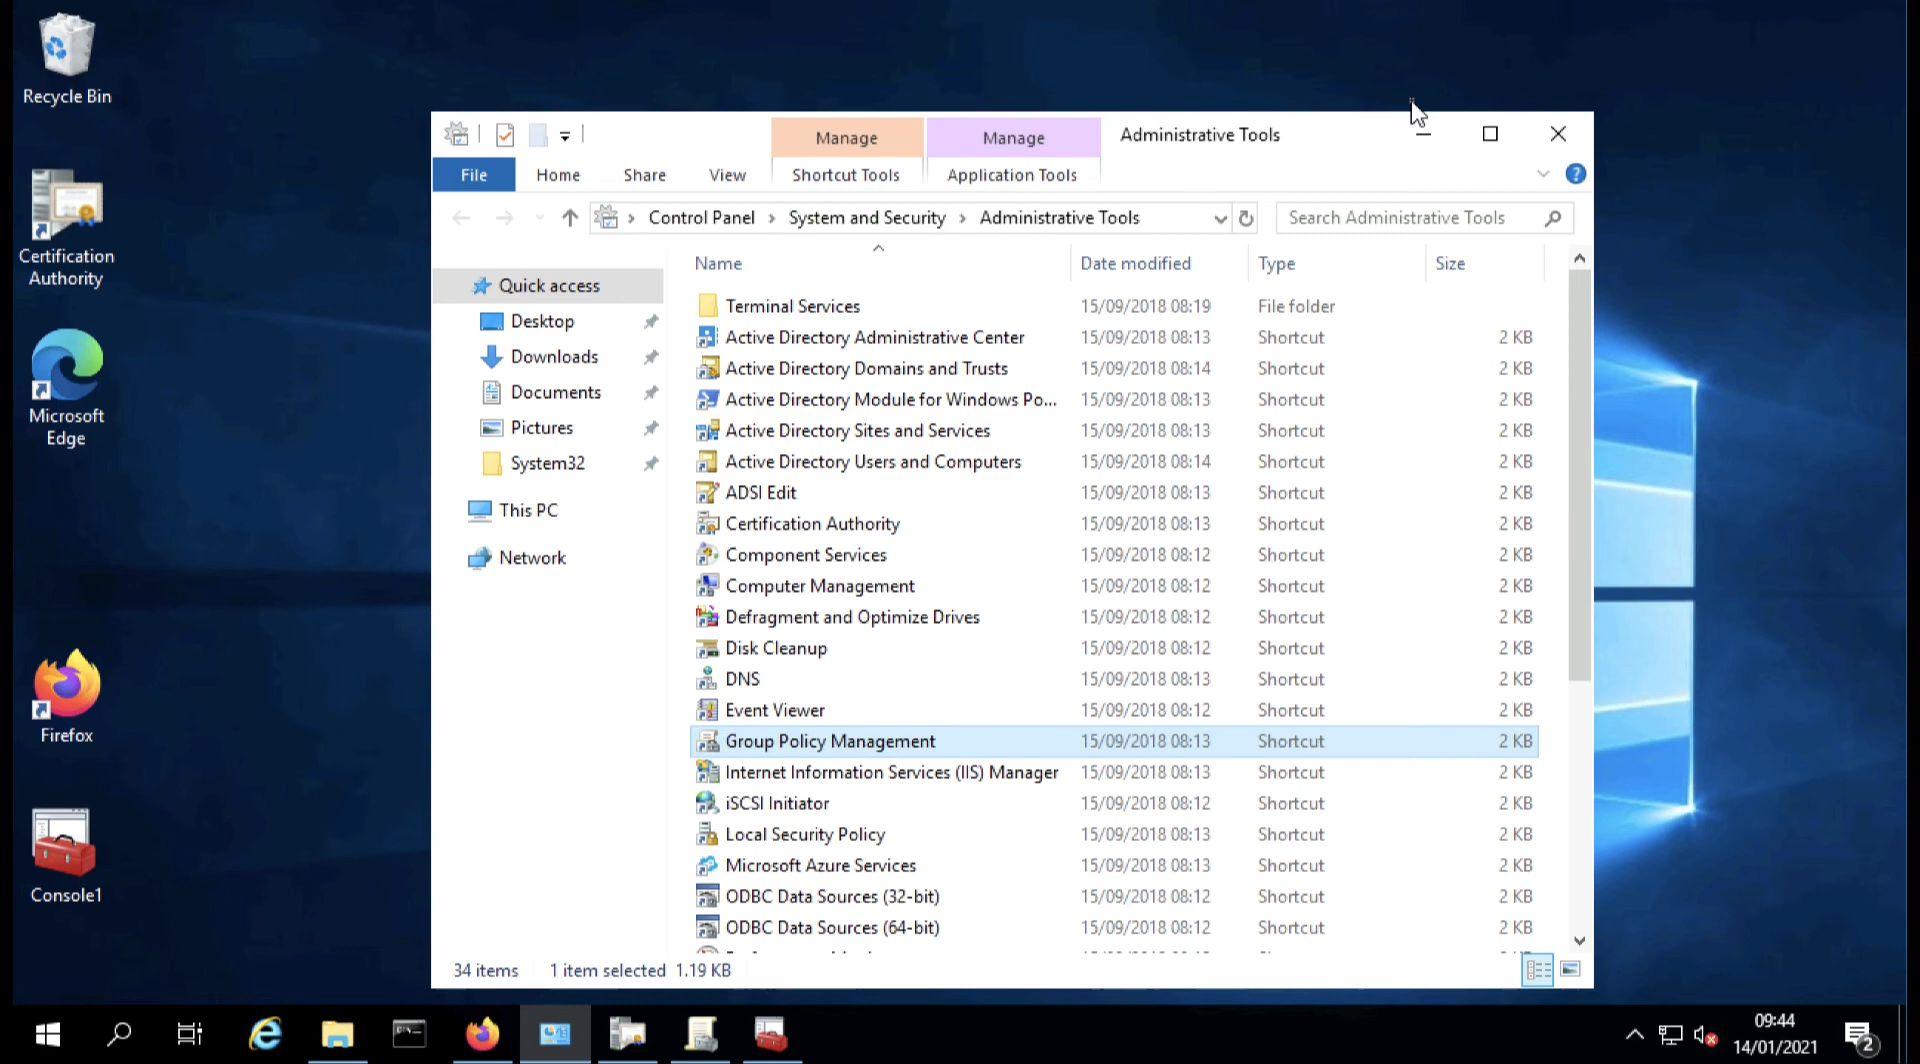 Recycle Bin
Certification
Authority
Microsoft
Edge
Firefox
Console1
Manage
Manage
Administrative Tools
File
Home
Share
View
Shortcut Tools
Application Tools
Control Panel
System and Security
Administrative Tools
Search Administrative Tools
Quick access
Desktop
Downloads
Documents
Pictures
System32
This PC
Network
Name Date modified Type Size
Terminal Services 15/09/2018 08:19 File folder
Active Directory Administrative Center 15/09/2018 08:13 Shortcut 2 KB
Active Directory Domains and Trusts 15/09/2018 08:14 Shortcut 2 KB
Active Directory Module for Windows Po... 15/09/2018 08:13 Shortcut 2 KB
Active Directory Sites and Services 15/09/2018 08:13 Shortcut 2 KB
Active Directory Users and Computers 15/09/2018 08:14 Shortcut 2 KB
ADSI Edit 15/09/2018 08:13 Shortcut 2 KB
Certification Authority 15/09/2018 08:13 Shortcut 2 KB
Component Services 15/09/2018 08:12 Shortcut 2 KB
Computer Management 15/09/2018 08:12 Shortcut 2 KB
Defragment and Optimize Drives 15/09/2018 08:12 Shortcut 2 KB
Disk Cleanup 15/09/2018 08:12 Shortcut 2 KB
DNS 15/09/2018 08:13 Shortcut 2 KB
Event Viewer 15/09/2018 08:12 Shortcut 2 KB
Group Policy Management 15/09/2018 08:13 Shortcut 2 KB
Internet Information Services (IIS) Manager 15/09/2018 08:13 Shortcut 2 KB
iSCSI Initiator 15/09/2018 08:12 Shortcut 2 KB
Local Security Policy 15/09/2018 08:13 Shortcut 2 KB
Microsoft Azure Services 15/09/2018 08:13 Shortcut 2 KB
ODBC Data Sources (32-bit) 15/09/2018 08:12 Shortcut 2 KB
ODBC Data Sources (64-bit) 15/09/2018 08:12 Shortcut 2 KB
34 items 1 item selected 1.19 KB
09:44
14/01/2021
2